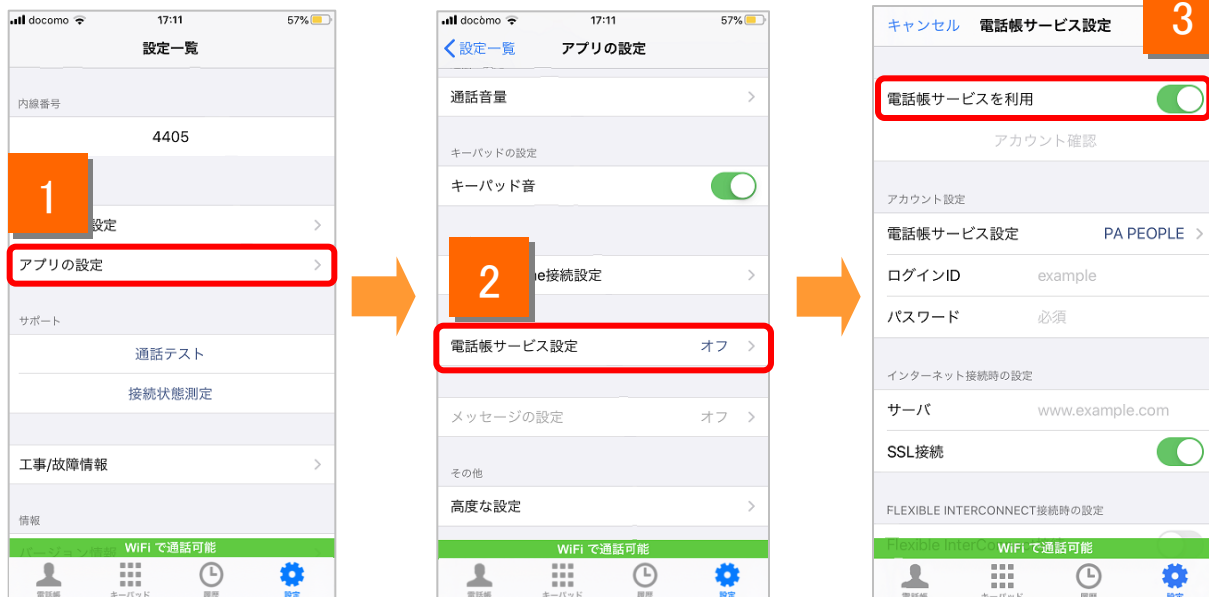 docomo 17:11 57%
設定一覧
内線番号
4405
1
設定
アプリの設定
サポート
通話テスト
接続状態測定
工事/故障情報
情報
バージョン情報
WiFi で通話可能
電話帳 キーパッド 履歴 設定
docomo 17:11 57%
設定一覧 アプリの設定
通話音量
キーパッドの設定
キーパッド音
2
ne接続設定
電話帳サービス設定 オフ
メッセージの設定 オフ
その他
高度な設定
WiFi で通話可能
電話帳 キーパッド 履歴 設定
3
キャンセル 電話帳サービス設定
電話帳サービスを利用
アカウント確認
アカウント設定
電話帳サービス設定 PA PEOPLE
ログインID example
パスワード 必須
インターネット接続時の設定
サーバ www.example.com
SSL接続
FLEXIBLE INTERCONNECT接続時の設定
Flexible InterCo
WiFi で通話可能
電話帳 キーパッド 履歴 設定